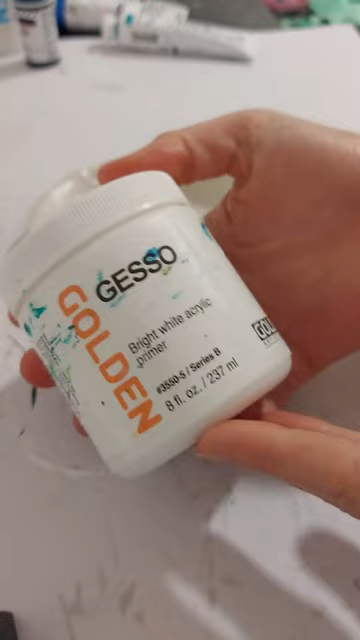 GESSO
GOLDEN
Bright white acrylic
primer
#3550-5 / Series B
8 fl. oz. / 237 ml